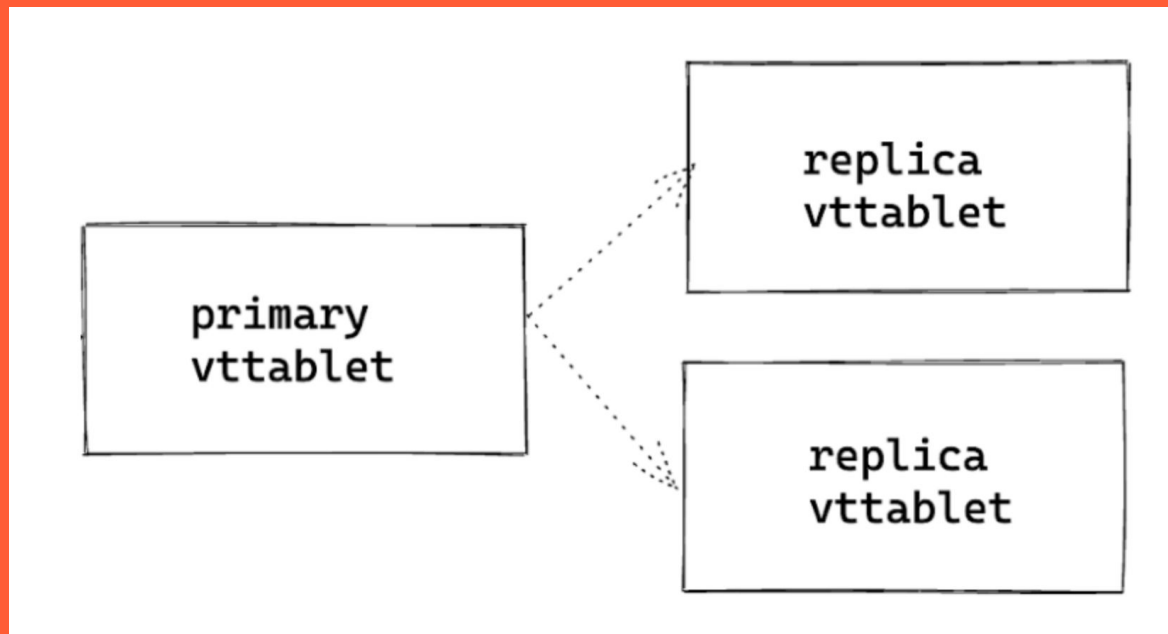 primary
vttablet
replica
vttablet
replica
vttablet